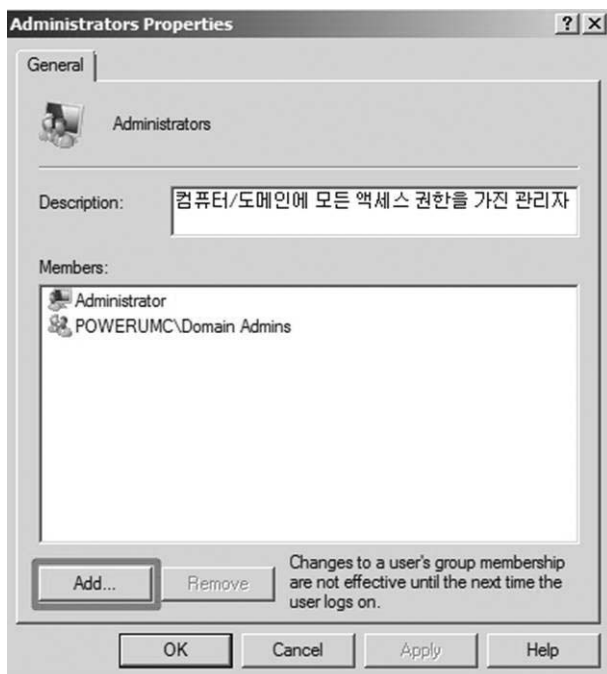 Administrators Properties
General
Administrators
Description:
컴퓨터/도메인에 모든 액세스 권한을 가진 관리자
Members:
Administrator
POWERUMC\Domain Admins
Add...
Remove
Changes to a user's group membership
are not effective until the next time the
user logs on.
OK
Cancel
Apply
Help